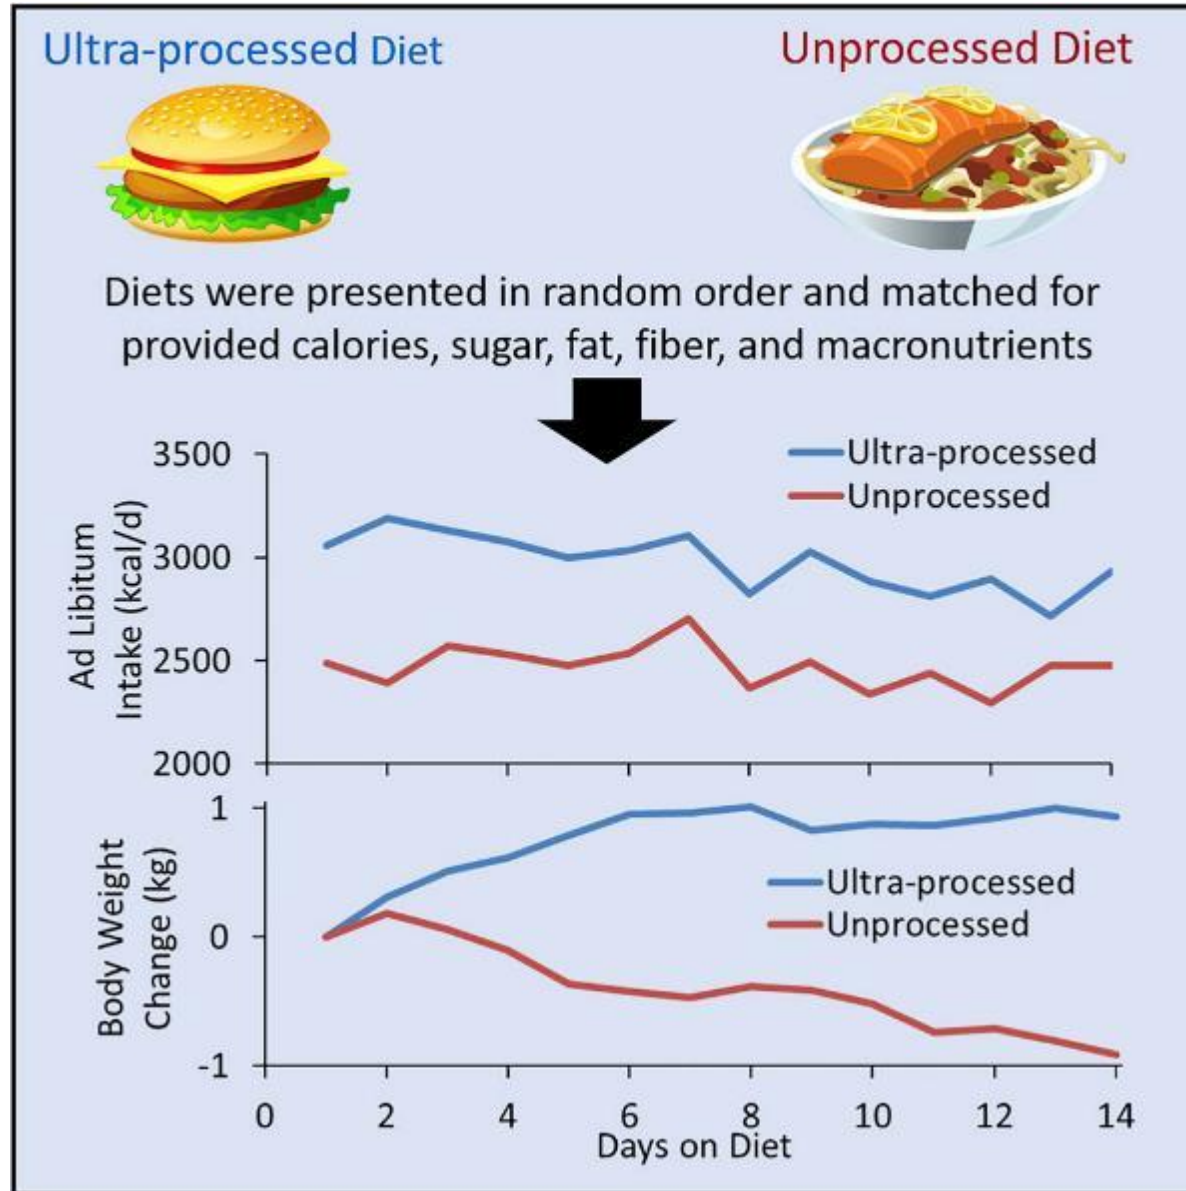 Ultra-processed Diet
Unprocessed Diet
Diets were presented in random order and matched for
provided calories, sugar, fat, fiber, and macronutrients
3500
3000
2500
2000
Ad Libitum
Intake (kcal/d)
Ultra-processed
Unprocessed
1
0
-1
Body Weight
Change (kg)
Ultra-processed
Unprocessed
0 2 4 6 8 10 12 14
Days on Diet